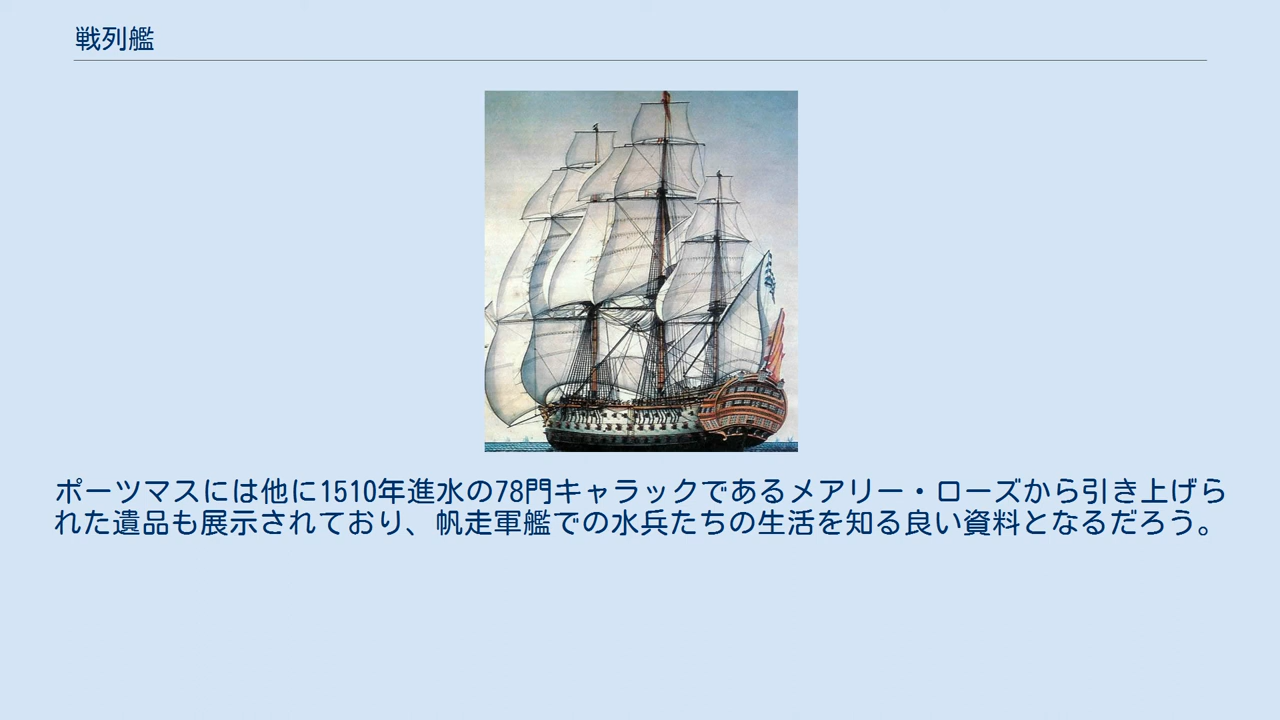 戦列艦
ポーツマスには他に1510年進水の78門キャラックであるメアリー・ローズから引き上げら
れた遺品も展示されており、帆走軍艦での水兵たちの生活を知る良い資料となるだろう。